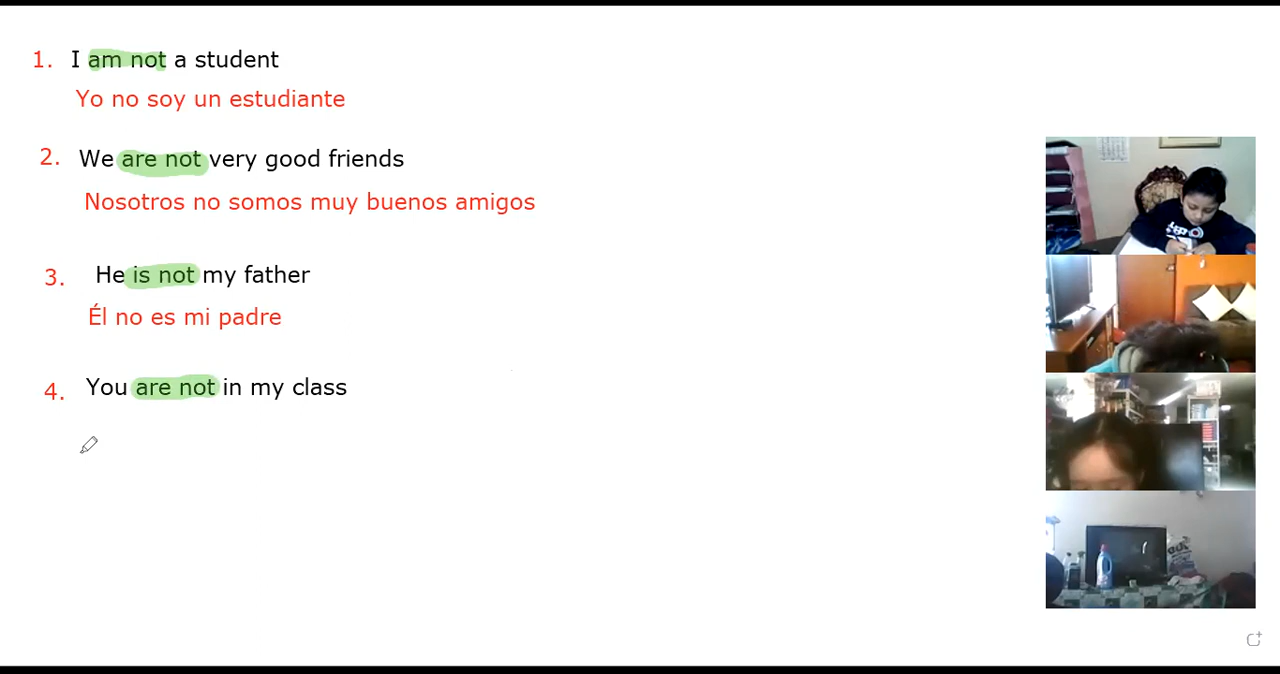 1. I am not a student
Yo no soy un estudiante
2. We are not very good friends
Nosotros no somos muy buenos amigos
3. He is not my father
Él no es mi padre
4. You are not in my class